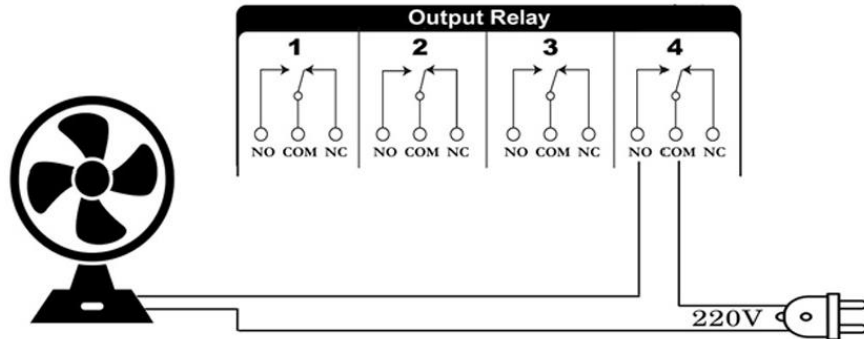 Output Relay
1 2 3 4
NO COM NC NO COM NC NO COM NC NO COM NC
220V